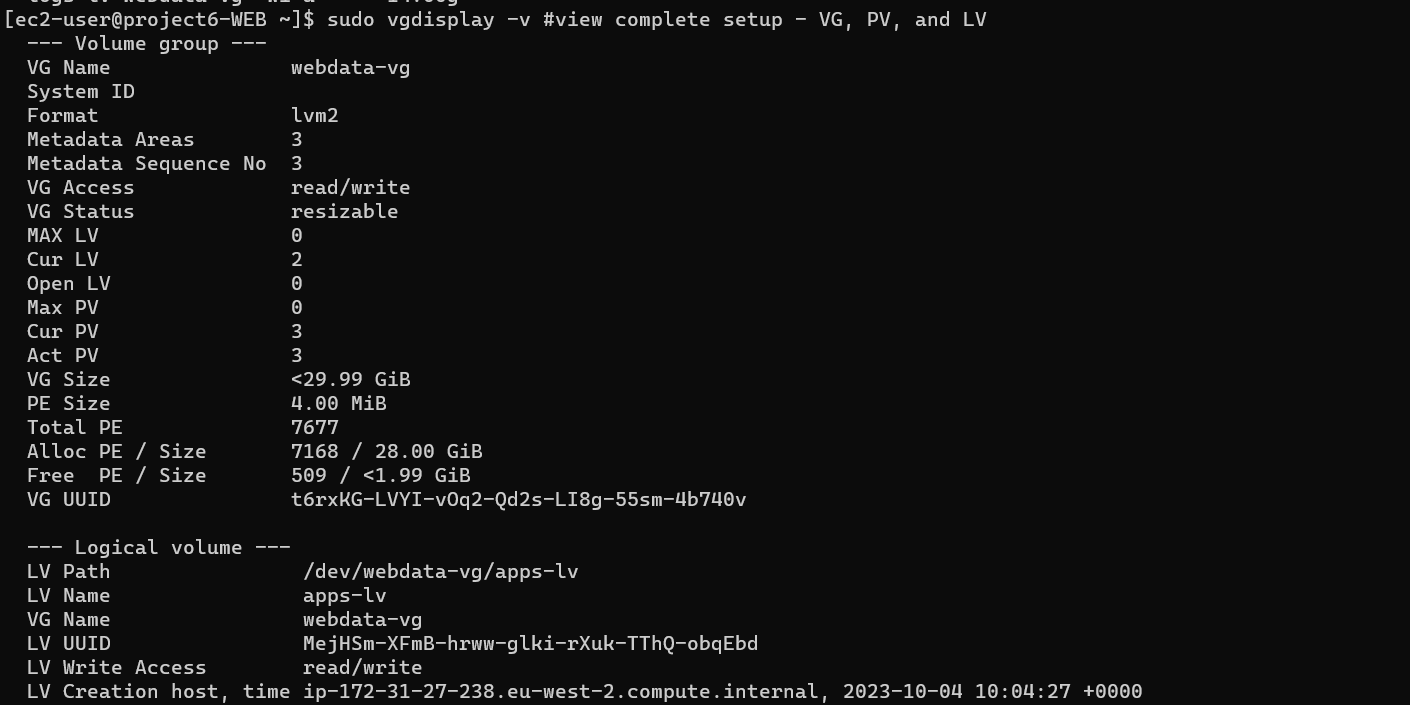 [ec2-user@project6-WEB ~]$ sudo vgdisplay -v #view complete setup - VG, PV, and LV
--- Volume group ---
VG Name webdata-vg
System ID
Format lvm2
Metadata Areas 3
Metadata Sequence No 3
VG Access read/write
VG Status resizable
MAX LV 0
Cur LV 2
Open LV 0
Max PV 0
Cur PV 3
Act PV 3
VG Size <29.99 GiB
PE Size 4.00 MiB
Total PE 7677
Alloc PE / Size 7168 / 28.00 GiB
Free PE / Size 509 / <1.99 GiB
VG UUID t6rxKG-LVYI-vOq2-Qd2s-LI8g-55sm-4b740v
--- Logical volume ---
LV Path /dev/webdata-vg/apps-lv
LV Name apps-lv
VG Name webdata-vg
LV UUID MejHSm-XFmB-hrww-glki-rXuk-TThQ-obqEbd
LV Write Access read/write
LV Creation host, time ip-172-31-27-238.eu-west-2.compute.internal, 2023-10-04 10:04:27 +0000